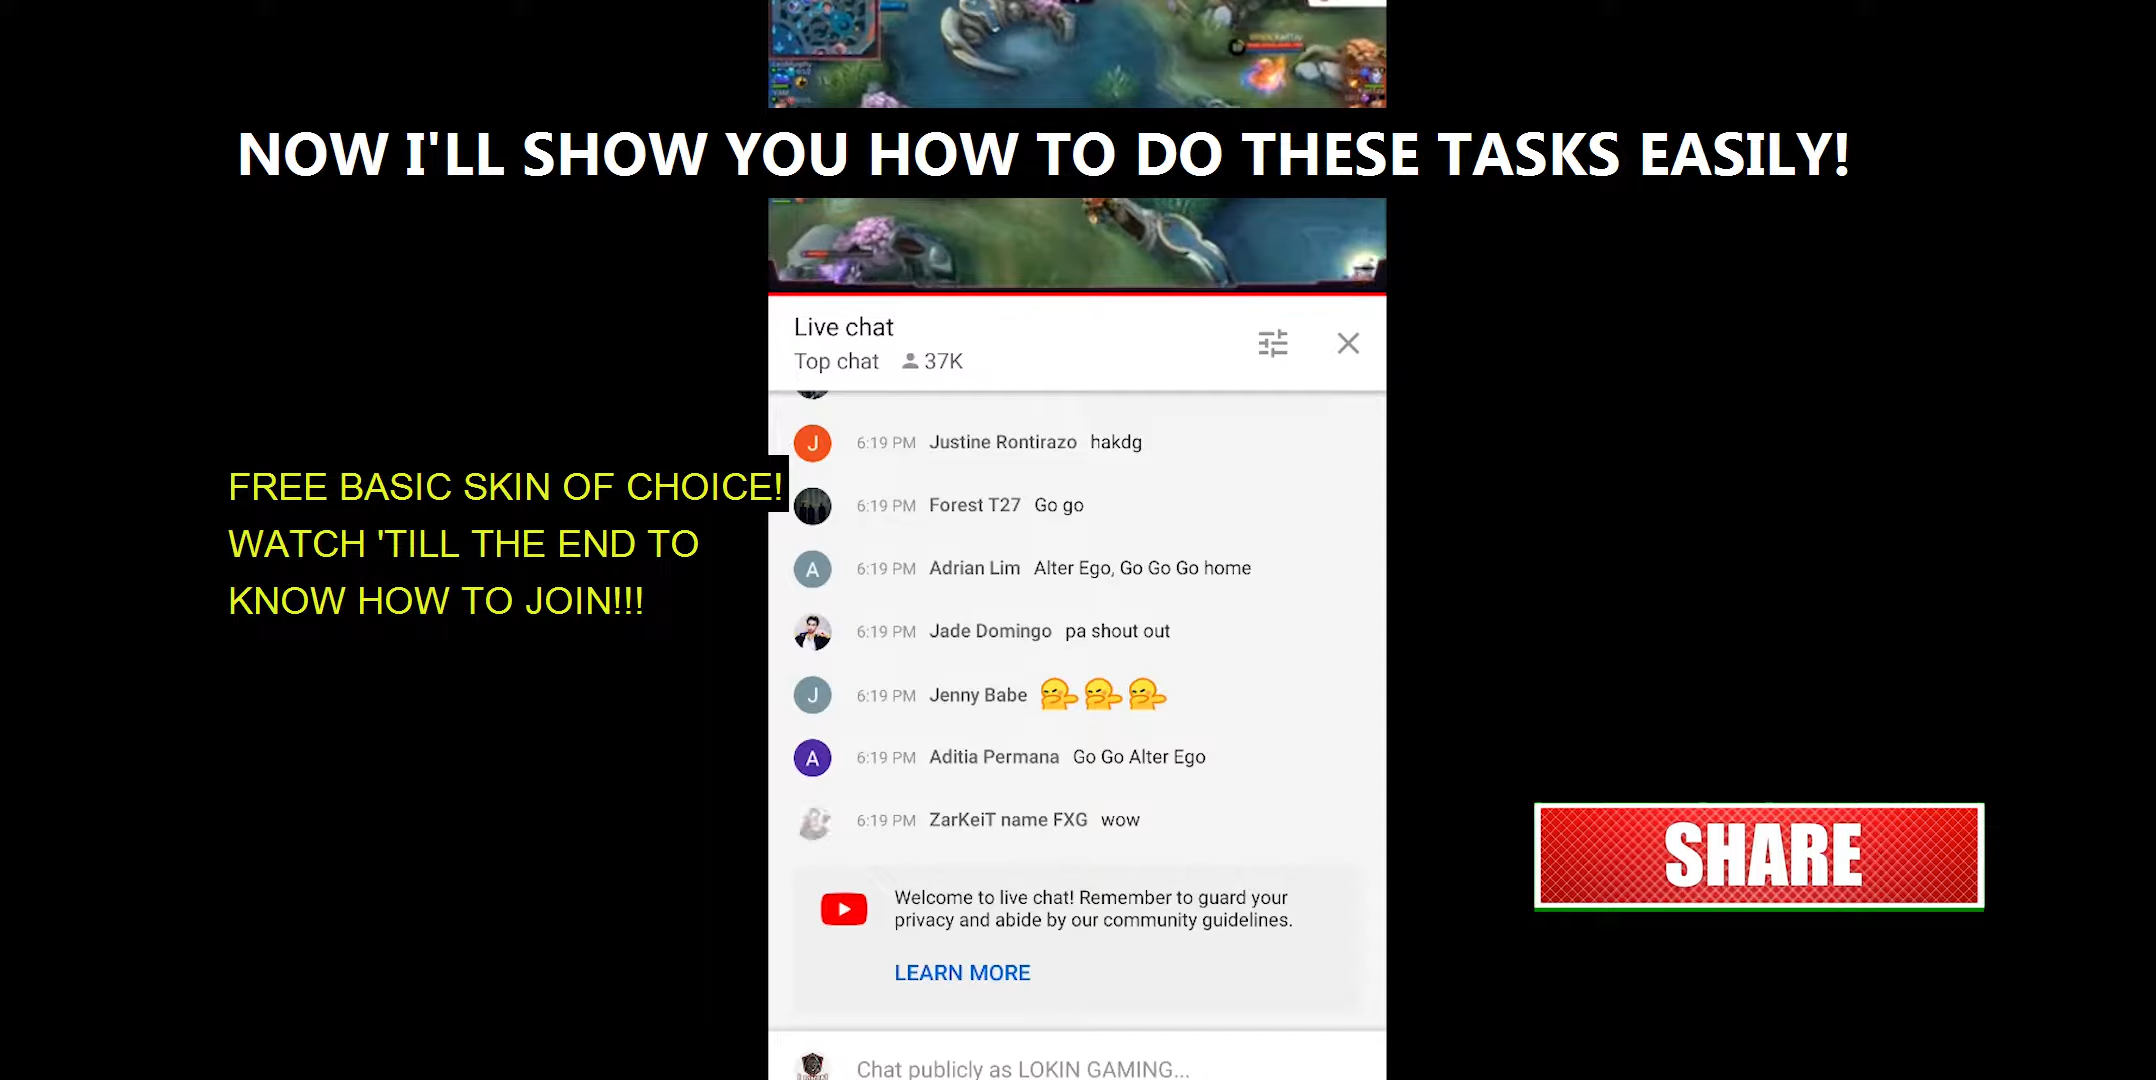 NOW I'LL SHOW YOU HOW TO DO THESE TASKS EASILY!
Live chat
Top chat 37K
J 6:19 PM Justine Rontirazo hakdg
FREE BASIC SKIN OF CHOICE!
WATCH 'TILL THE END TO
KNOW HOW TO JOIN!!!
6:19 PM Forest T27 Go go
A 6:19 PM Adrian Lim Alter Ego, Go Go Go home
6:19 PM Jade Domingo pa shout out
J 6:19 PM Jenny Babe
A 6:19 PM Aditia Permana Go Go Alter Ego
6:19 PM ZarKeiT name FXG wow
SHARE
Welcome to live chat! Remember to guard your
privacy and abide by our community guidelines.
LEARN MORE
Chat publicly as LOKIN GAMING...